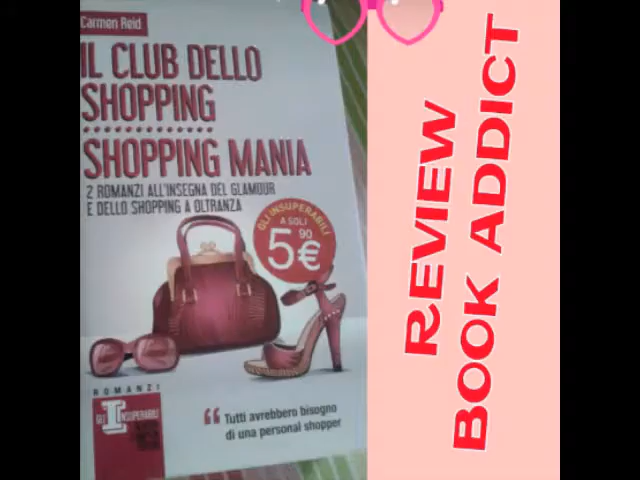 Carmen Reid
IL CLUB DELLO
SHOPPING
SHOPPING MANIA
2 ROMANZI ALL'INSEGNA DEL GLAMOUR
E DELLO SHOPPING A OLTRANZA
GLI INSUPERABILI
A SOLI
5,90 €
ROMANZI
GLI INSUPERABILI
“ Tutti avrebbero bisogno
di una personal shopper
REVIEW
BOOK ADDICT